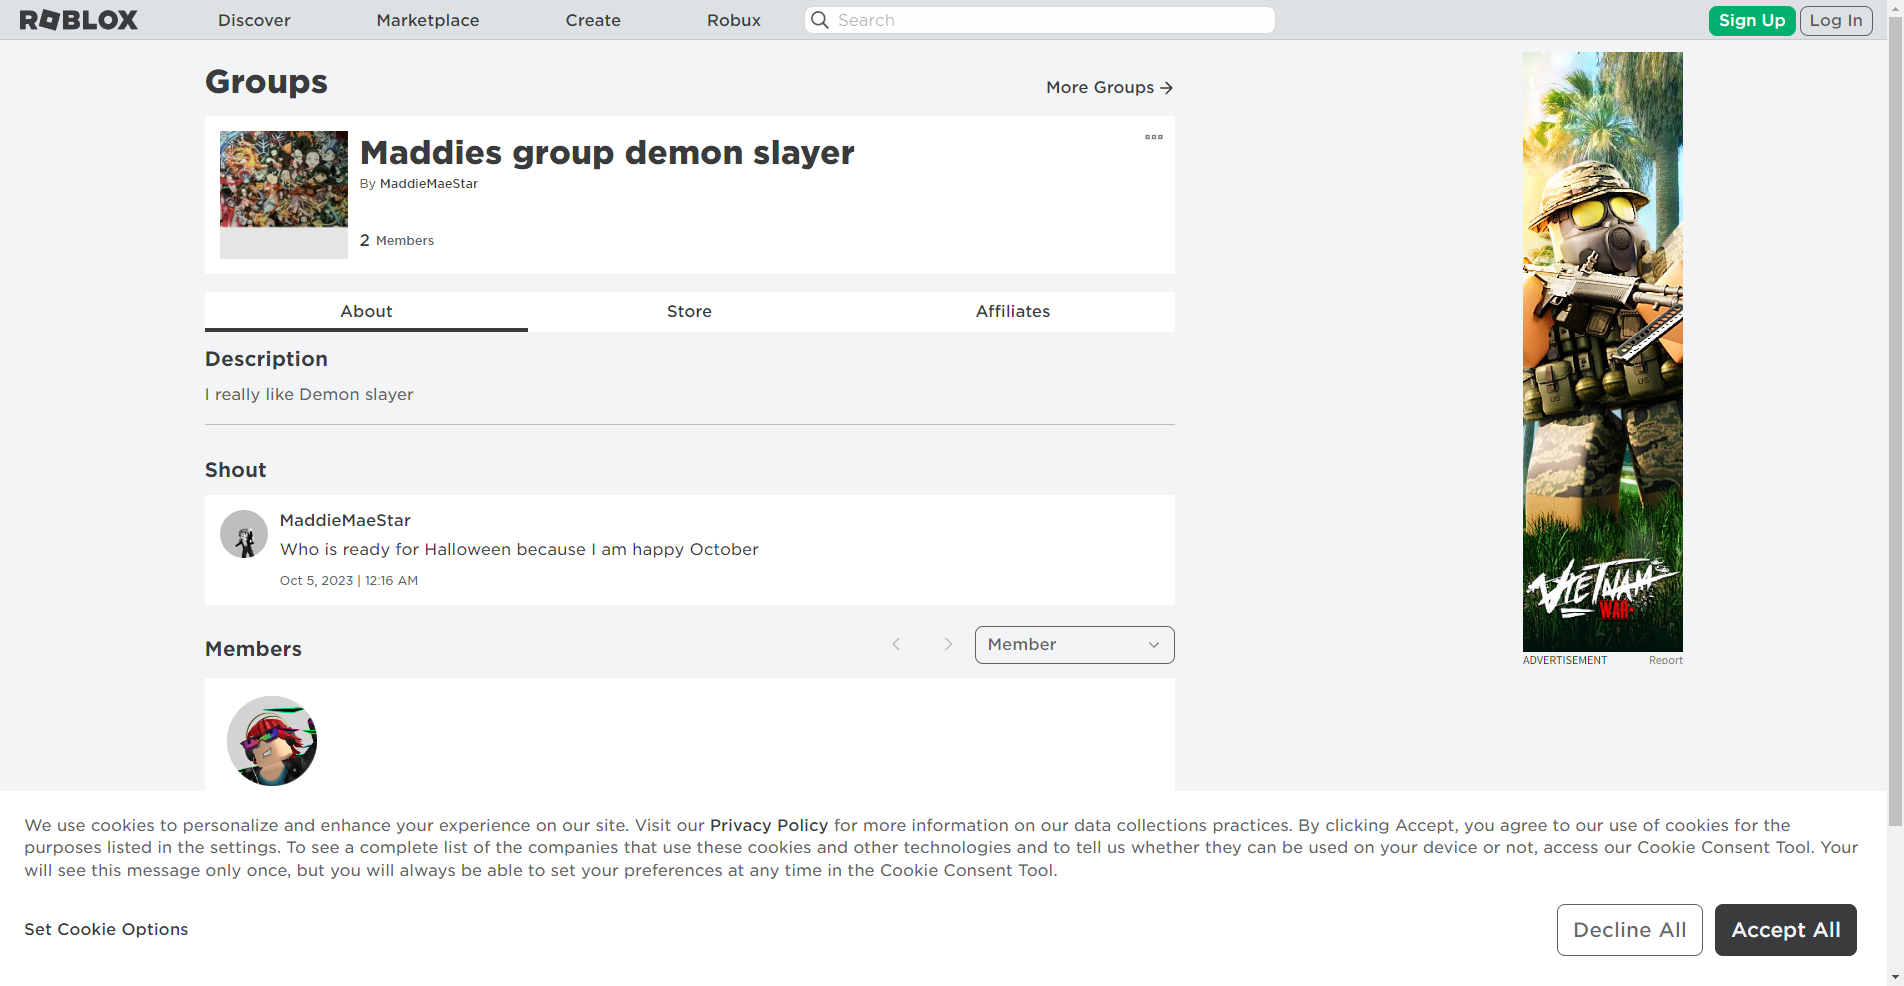 ROBLOX
Discover
Marketplace
Create
Robux
Search
Sign Up
Log In
Groups
More Groups
Maddies group demon slayer
By MaddieMaeStar
2 Members
About
Store
Affiliates
Description
I really like Demon slayer
Shout
MaddieMaeStar
Who is ready for Halloween because I am happy October
Oct 5, 2023 | 12:16 AM
Members
Member
US
US
VIETNAM
WAR
ADVERTISEMENT
Report
We use cookies to personalize and enhance your experience on our site. Visit our Privacy Policy for more information on our data collections practices. By clicking Accept, you agree to our use of cookies for the
purposes listed in the settings. To see a complete list of the companies that use these cookies and other technologies and to tell us whether they can be used on your device or not, access our Cookie Consent Tool. Your
will see this message only once, but you will always be able to set your preferences at any time in the Cookie Consent Tool.
Set Cookie Options
Decline All
Accept All